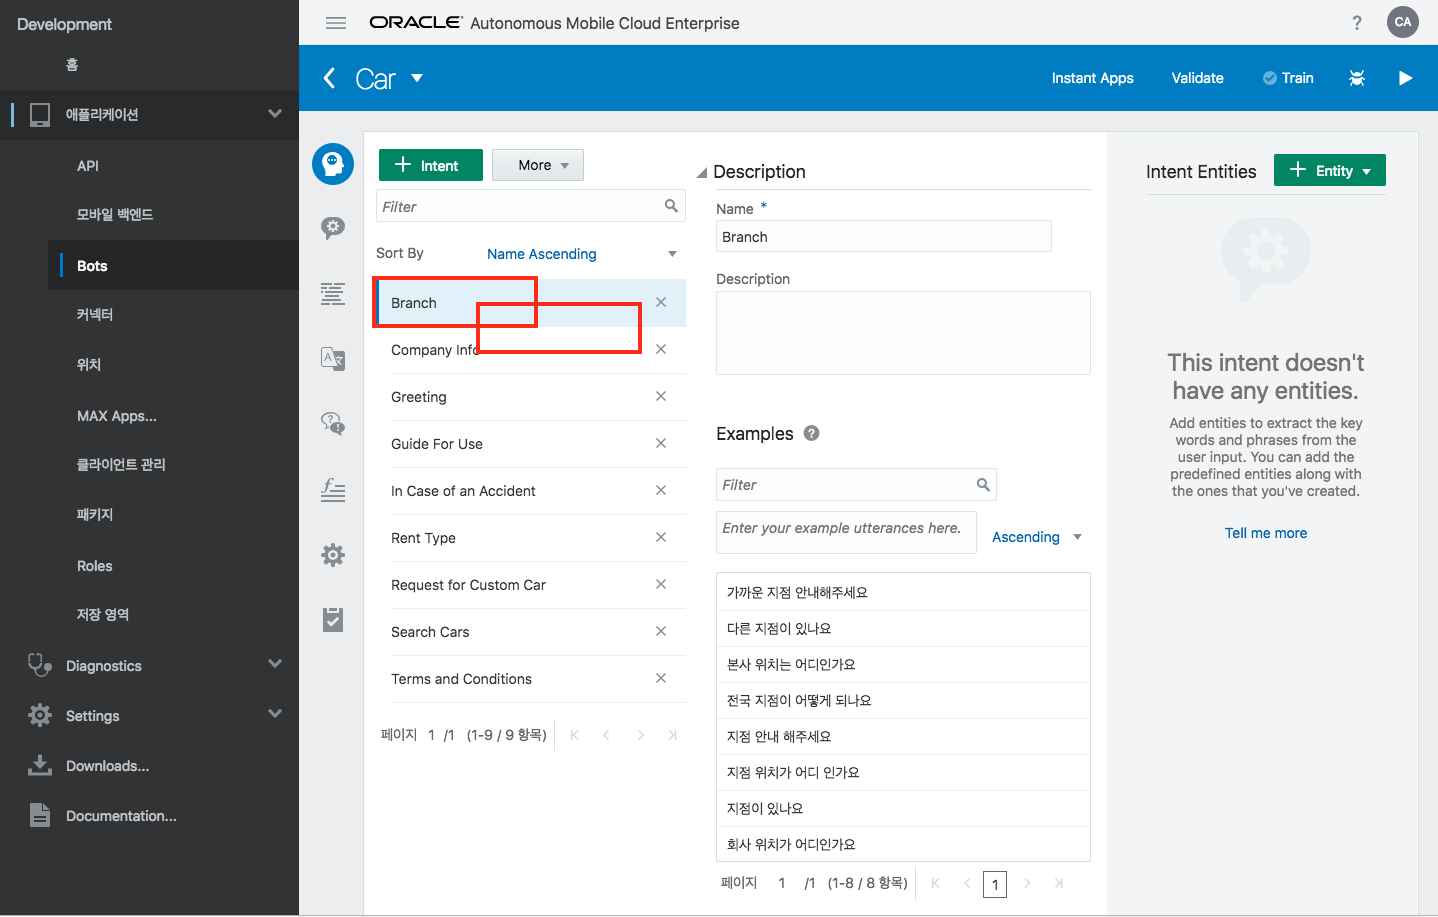 Development
홈
애플리케이션
API
모바일 백엔드
Bots
커넥터
위치
MAX Apps...
클라이언트 관리
패키지
Roles
저장 영역
Diagnostics
Settings
Downloads...
Documentation...
ORACLE Autonomous Mobile Cloud Enterprise
? CA
Car
Instant Apps Validate Train
+ Intent More
Filter
Sort By Name Ascending
Branch
Company Info
Greeting
Guide For Use
In Case of an Accident
Rent Type
Request for Custom Car
Search Cars
Terms and Conditions
페이지 1 /1 (1-9 / 9 항목)
Description
Name *
Branch
Description
Examples ?
Filter
Enter your example utterances here.
Ascending
가까운 지점 안내해주세요
다른 지점이 있나요
본사 위치는 어디인가요
전국 지점이 어떻게 되나요
지점 안내 해주세요
지점 위치가 어디 인가요
지점이 있나요
회사 위치가 어디인가요
페이지 1 /1 (1-8 / 8 항목) 1
Intent Entities + Entity
This intent doesn't
have any entities.
Add entities to extract the key
words and phrases from the
user input. You can add the
predefined entities along with
the ones that you've created.
Tell me more